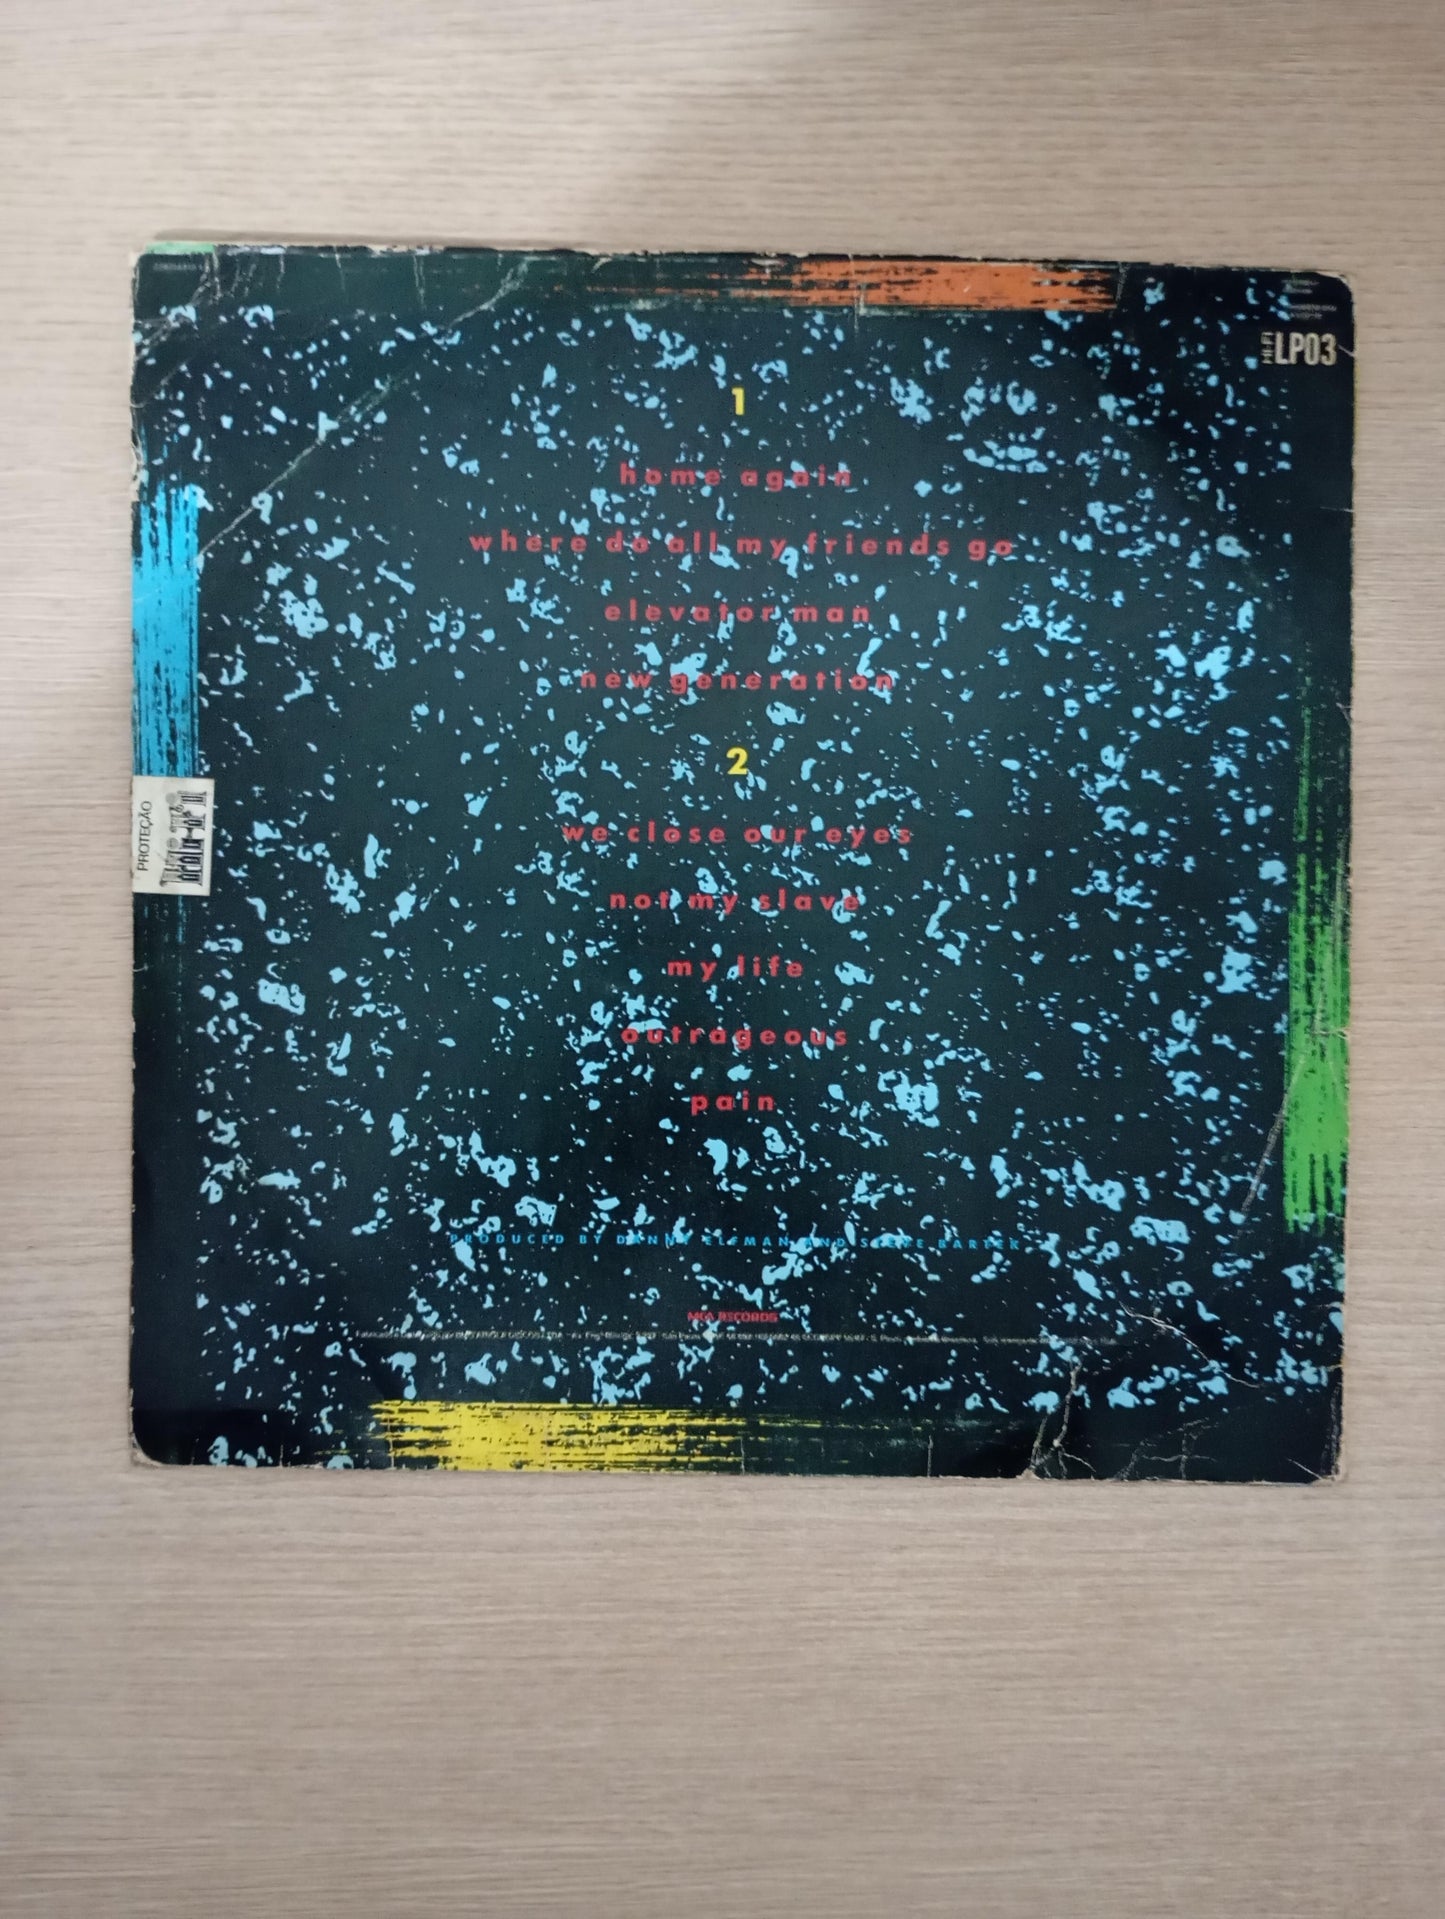 HI-FI LP03
1
home again
where do all my friends go
elevator man
new generation
2
we close our eyes
PROTEÇÃO
not my slave
my life
outrageous
pain
PRODUCED BY DANNY ELFMAN AND STEVE BARTEK
MCA RECORDS